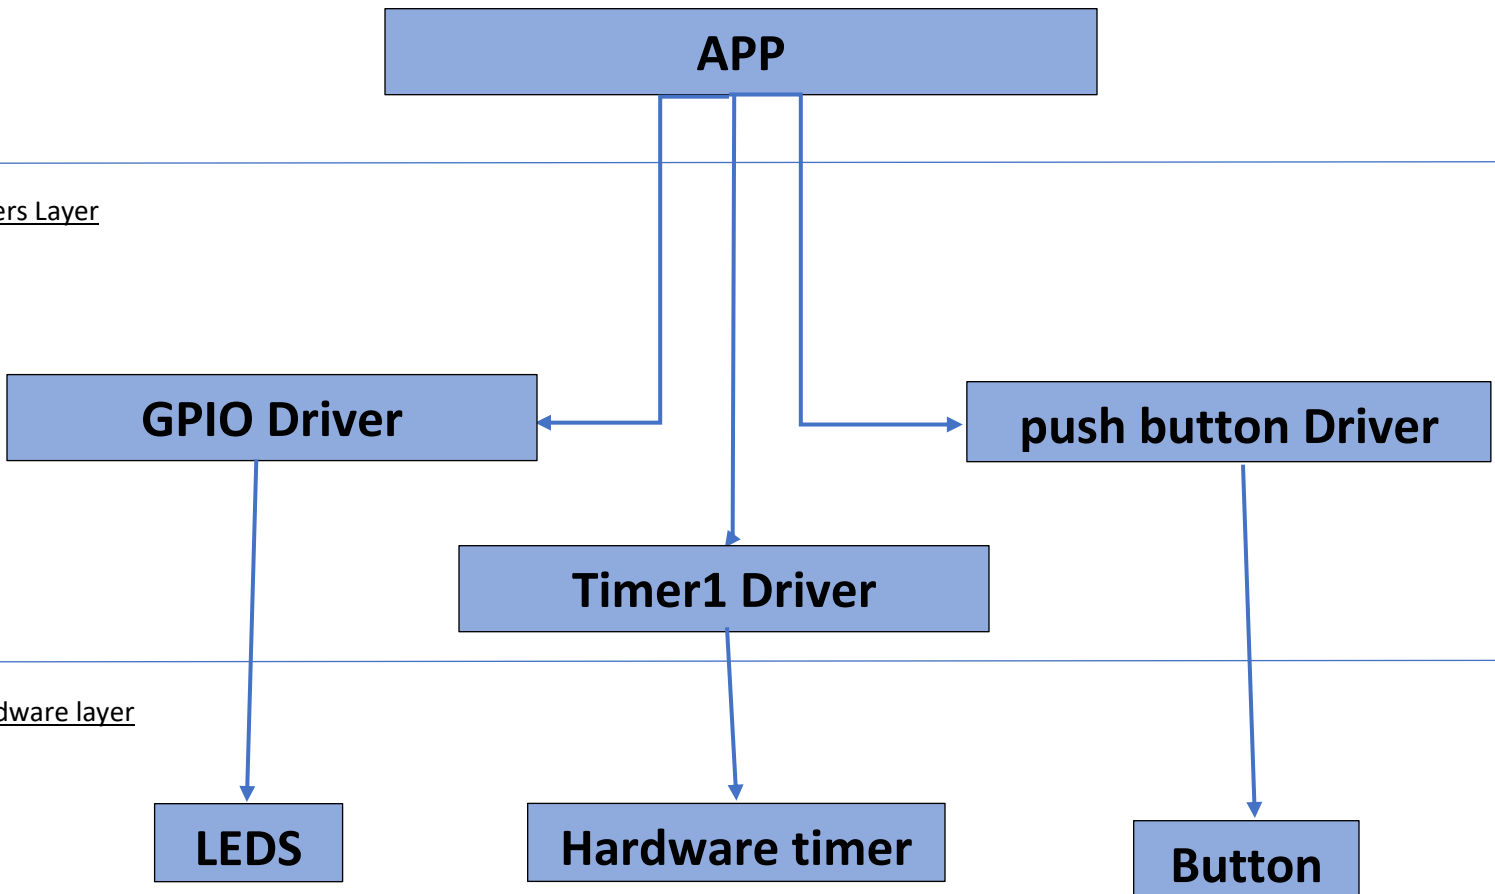 APP
ers Layer
GPIO Driver
push button Driver
Timer1 Driver
dware layer
LEDS
Hardware timer
Button